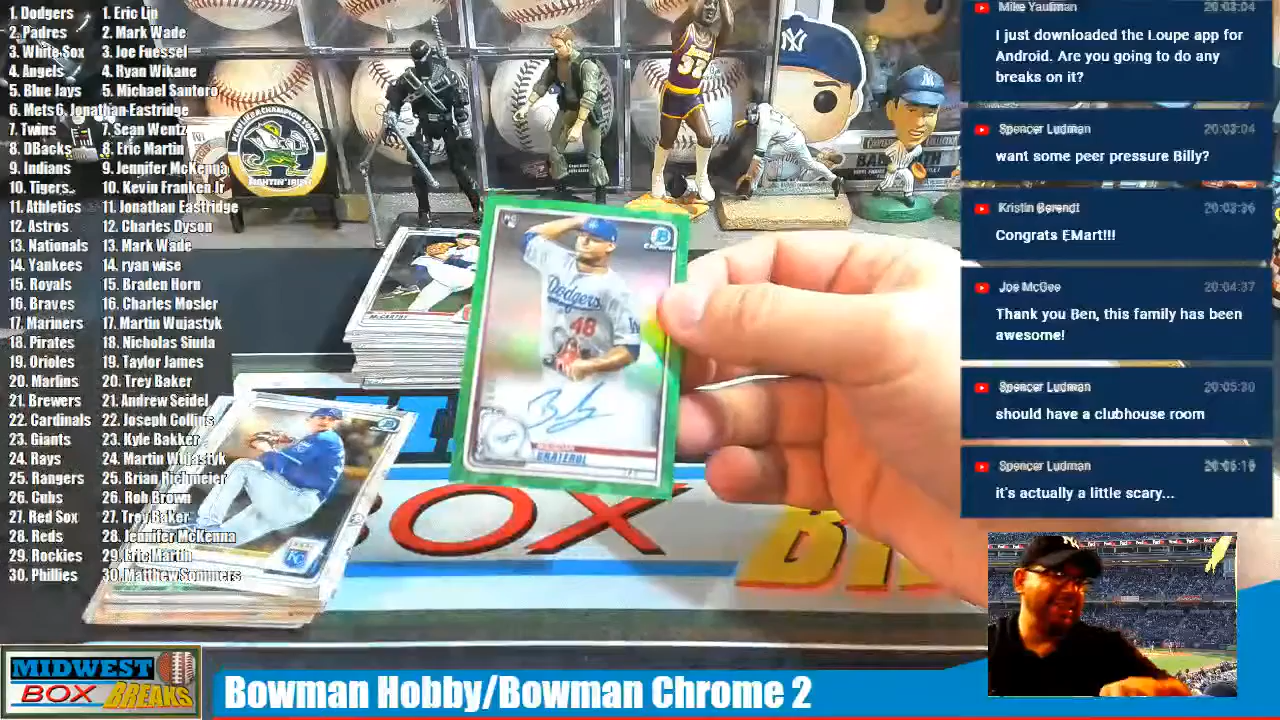 1. Dodgers 1. Eric Lin
2. Padres 2. Mark Wade
3. White Sox 3. Joe Fuessel
4. Angels 4. Ryan Wikane
5. Blue Jays 5. Michael Santoro
6. Mets 6. Jonathan Eastridge
7. Twins 7. Sean Wentz
8. DBacks 8. Eric Martin
9. Indians 9. Jennifer McKenna
10. Tigers 10. Kevin Franken Jr
11. Athletics 11. Jonathan Eastridge
12. Astros 12. Charles Dyson
13. Nationals 13. Mark Wade
14. Yankees 14. ryan wise
15. Royals 15. Braden Horn
16. Braves 16. Charles Mosler
17. Mariners 17. Martin Wujastyk
18. Pirates 18. Nicholas Siuda
19. Orioles 19. Taylor James
20. Marlins 20. Trey Baker
21. Brewers 21. Andrew Seidel
22. Cardinals 22. Joseph Collins
23. Giants 23. Kyle Bakker
24. Rays 24. Martin Wujastyk
25. Rangers 25. Brian Richmeier
26. Cubs 26. Rob Brown
27. Red Sox 27. Trey Baker
28. Reds 28. Jennifer McKenna
29. Rockies 29. Eric Martin
30. Phillies 30. Matthew Sommers
32
McCARTHY
Chrome
Dodgers
48
GRATEROL
BOX
Mike Yaufman 20:03:04
I just downloaded the Loupe app for
Android. Are you going to do any
breaks on it?
Spencer Ludman 20:03:04
want some peer pressure Billy?
Kristin Berendt 20:03:36
Congrats EMart!!!
Joe McGee 20:04:37
Thank you Ben, this family has been
awesome!
Spencer Ludman 20:05:30
should have a clubhouse room
Spencer Ludman
it's actually a little scary...
MIDWEST
BOX BREAKS
Bowman Hobby/Bowman Chrome 2